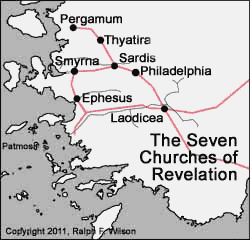 Pergamum
Thyatira
Sardis
Smyrna
Philadelphia
Ephesus
Laodicea
Patmos
The Seven
Churches of
Revelation
Copyright 2011, Ralph F. Wilson